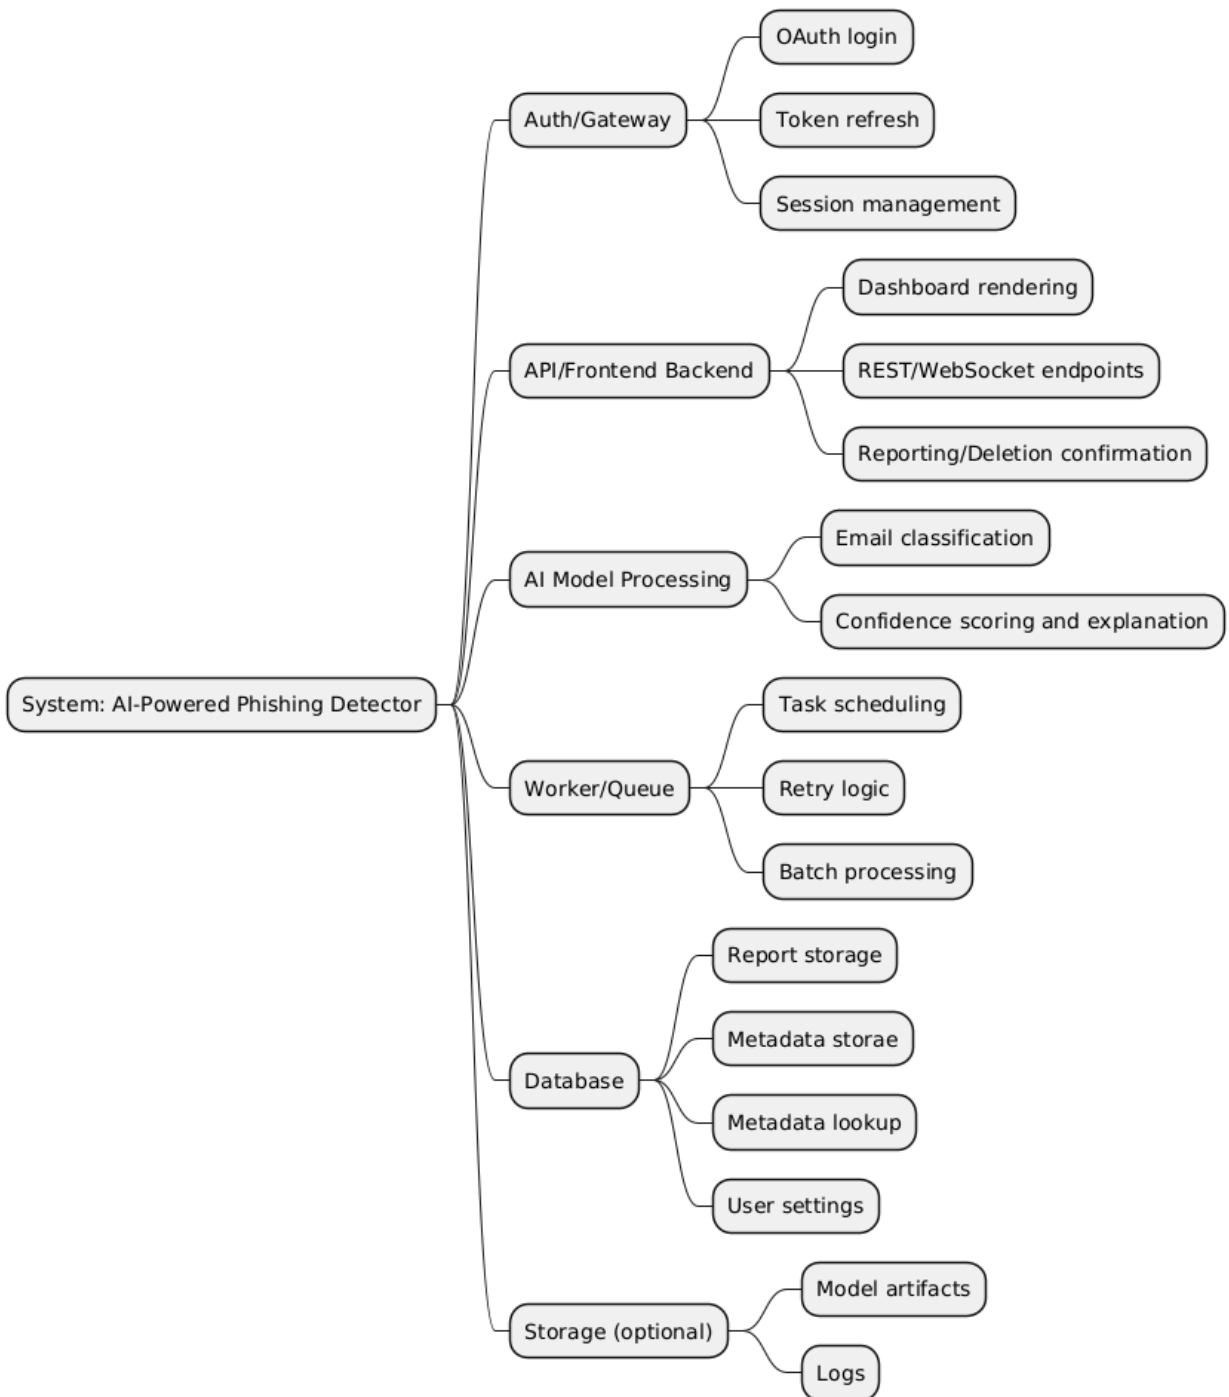 OAuth login
Auth/Gateway
Token refresh
Session management
Dashboard rendering
API/Frontend Backend
REST/WebSocket endpoints
Reporting/Deletion confirmation
Email classification
AI Model Processing
Confidence scoring and explanation
System: AI-Powered Phishing Detector
Task scheduling
Worker/Queue
Retry logic
Batch processing
Report storage
Metadata storae
Database
Metadata lookup
User settings
Model artifacts
Storage (optional)
Logs